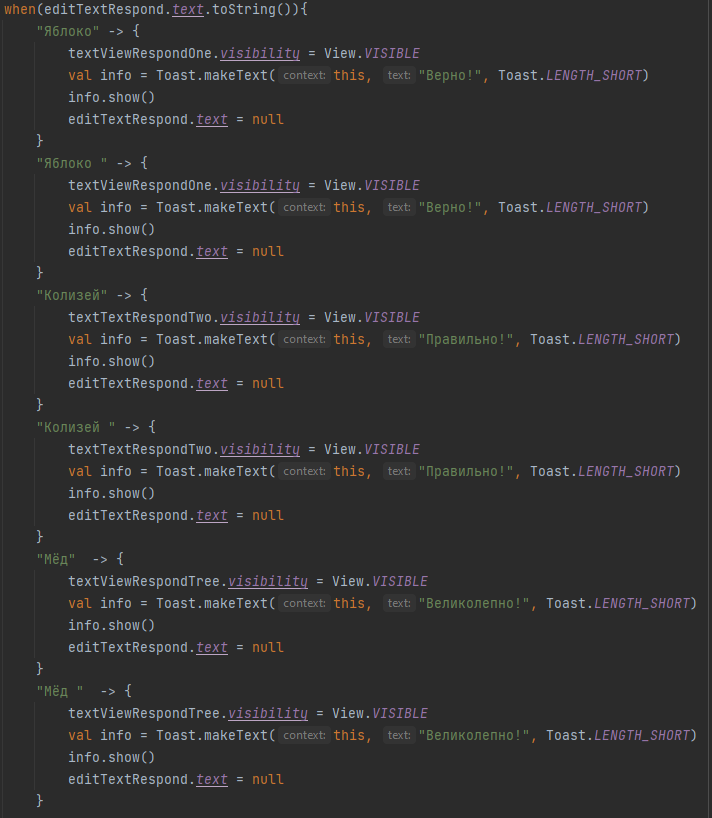 when(editTextRespond.text.toString()){
    "Яблоко" -> {
        textViewRespondOne.visibility = View.VISIBLE
        val info = Toast.makeText( context: this, text: "Верно!", Toast.LENGTH_SHORT)
        info.show()
        editTextRespond.text = null
    }
    "Яблоко " -> {
        textViewRespondOne.visibility = View.VISIBLE
        val info = Toast.makeText( context: this, text: "Верно!", Toast.LENGTH_SHORT)
        info.show()
        editTextRespond.text = null
    }
    "Колизей" -> {
        textTextRespondTwo.visibility = View.VISIBLE
        val info = Toast.makeText( context: this, text: "Правильно!", Toast.LENGTH_SHORT)
        info.show()
        editTextRespond.text = null
    }
    "Колизей " -> {
        textTextRespondTwo.visibility = View.VISIBLE
        val info = Toast.makeText( context: this, text: "Правильно!", Toast.LENGTH_SHORT)
        info.show()
        editTextRespond.text = null
    }
    "Мёд"  -> {
        textViewRespondTree.visibility = View.VISIBLE
        val info = Toast.makeText( context: this, text: "Великолепно!", Toast.LENGTH_SHORT)
        info.show()
        editTextRespond.text = null
    }
    "Мёд "  -> {
        textViewRespondTree.visibility = View.VISIBLE
        val info = Toast.makeText( context: this, text: "Великолепно!", Toast.LENGTH_SHORT)
        info.show()
        editTextRespond.text = null
    }